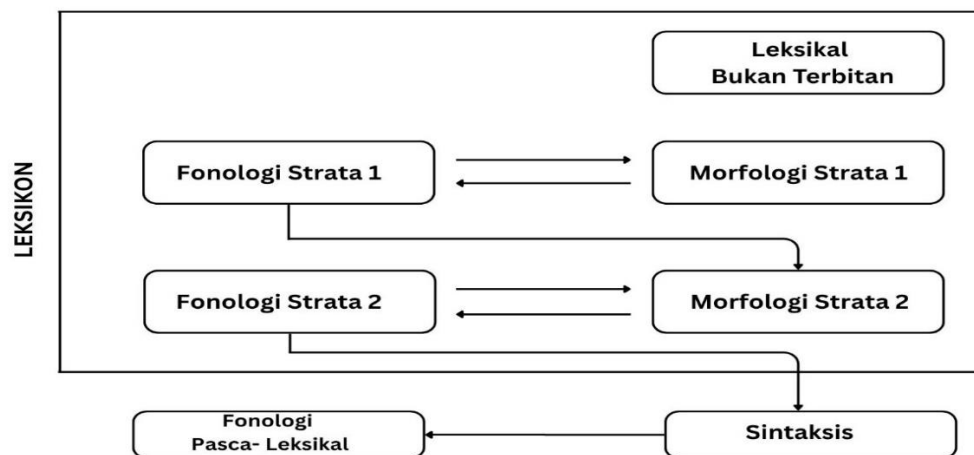 LEKSIKON
Leksikal
Bukan Terbitan
Fonologi Strata 1
Morfologi Strata 1
Fonologi Strata 2
Morfologi Strata 2
Fonologi
Pasca- Leksikal
Sintaksis